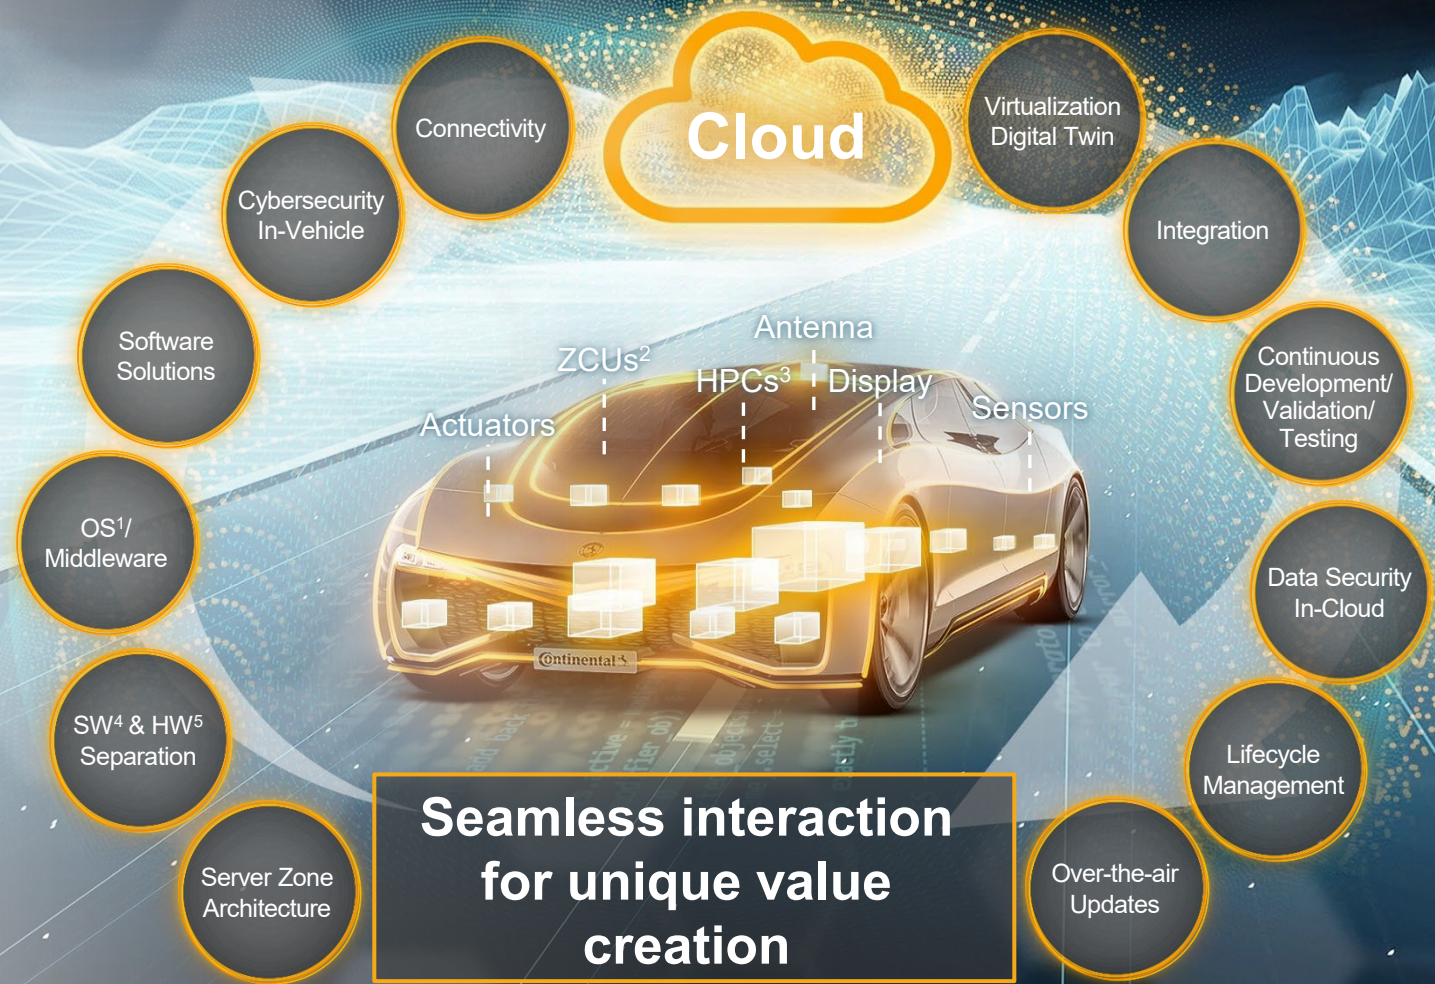 Cloud
Connectivity
Cybersecurity
In-Vehicle
Software
Solutions
OS¹/
Middleware
SW⁴ & HW⁵
Separation
Server Zone
Architecture
Virtualization
Digital Twin
Integration
Continuous
Development/
Validation/
Testing
Data Security
In-Cloud
Lifecycle
Management
Over-the-air
Updates
Antenna
ZCUs²
HPCs³
Display
Actuators
Sensors
Continental
Seamless interaction
for unique value
creation